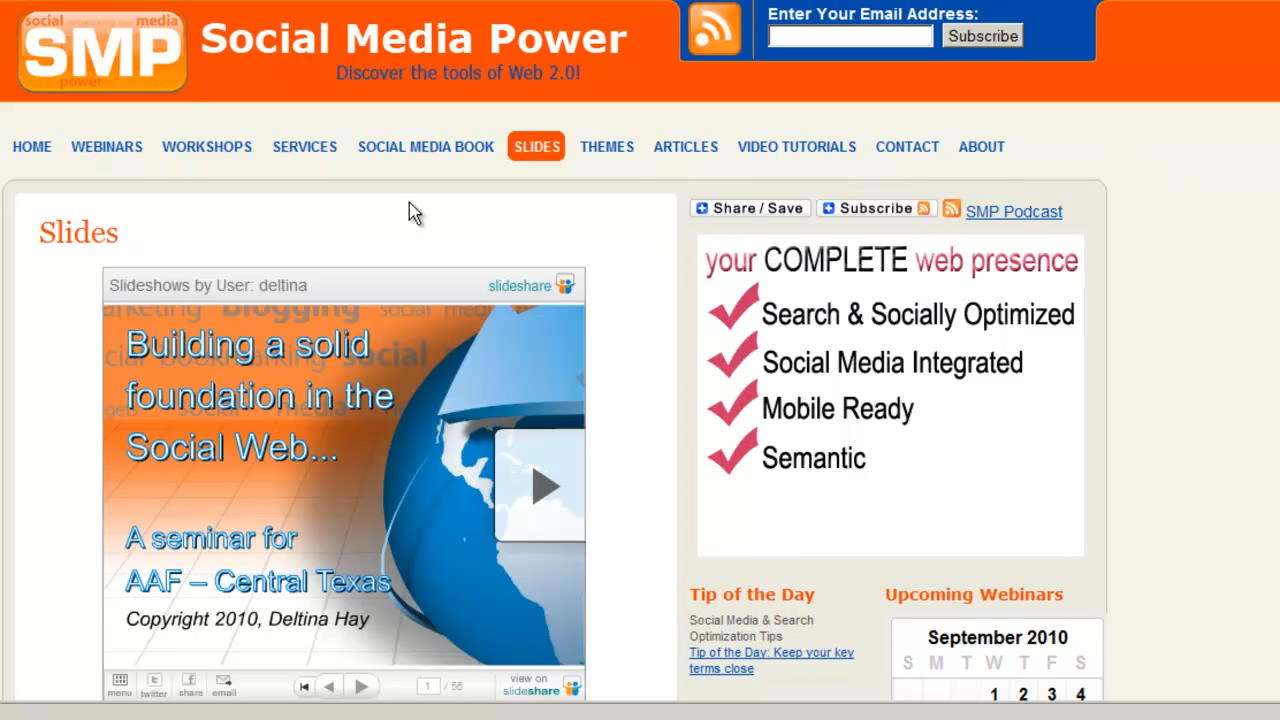 social media
SMP
power
Social Media Power
Discover the tools of Web 2.0!
Enter Your Email Address:
Subscribe
HOME WEBINARS WORKSHOPS SERVICES SOCIAL MEDIA BOOK SLIDES THEMES ARTICLES VIDEO TUTORIALS CONTACT ABOUT
Slides
Slideshows by User: deltina slideshare
blogging
social
Building a solid
foundation in the
Social Web...
A seminar for
AAF – Central Texas
Copyright 2010, Deltina Hay
menu twitter share email
1 / 56
view on
slideshare
Share / Save Subscribe SMP Podcast
your COMPLETE web presence
Search & Socially Optimized
Social Media Integrated
Mobile Ready
Semantic
Tip of the Day
Social Media & Search
Optimization Tips
Tip of the Day: Keep your key
terms close
Upcoming Webinars
September 2010
S M T W T F S
1 2 3 4